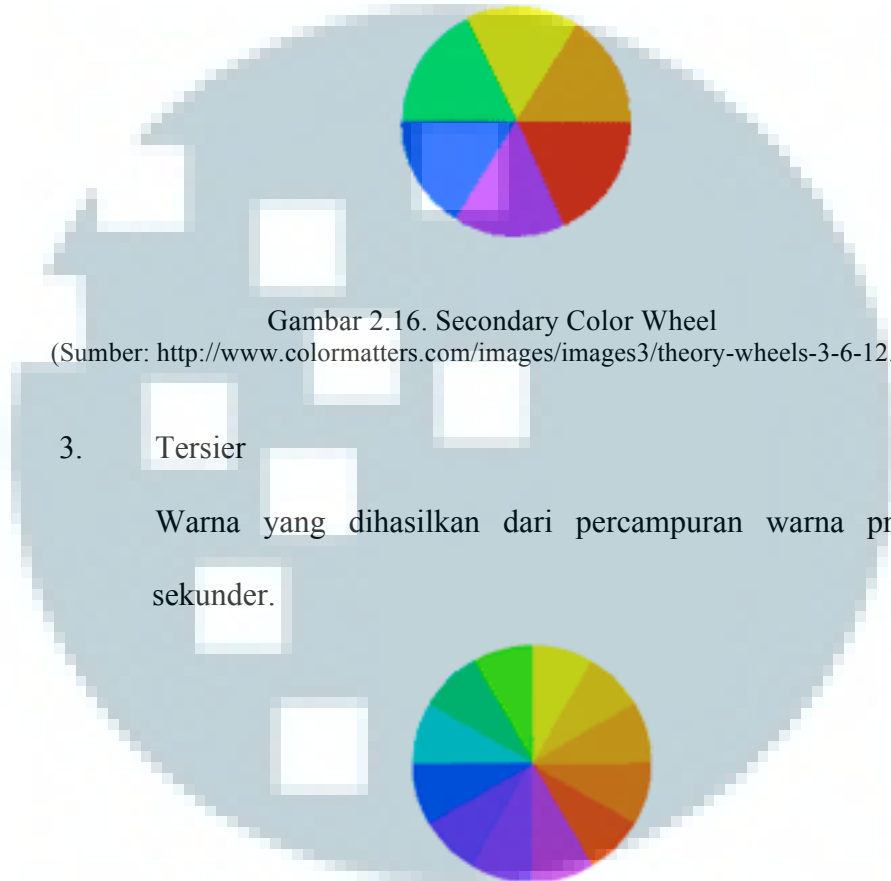 Gambar 2.16. Secondary Color Wheel
(Sumber: http://www.colormatters.com/images/images3/theory-wheels-3-6-12.
3. Tersier
Warna yang dihasilkan dari percampuran warna
sekunder.